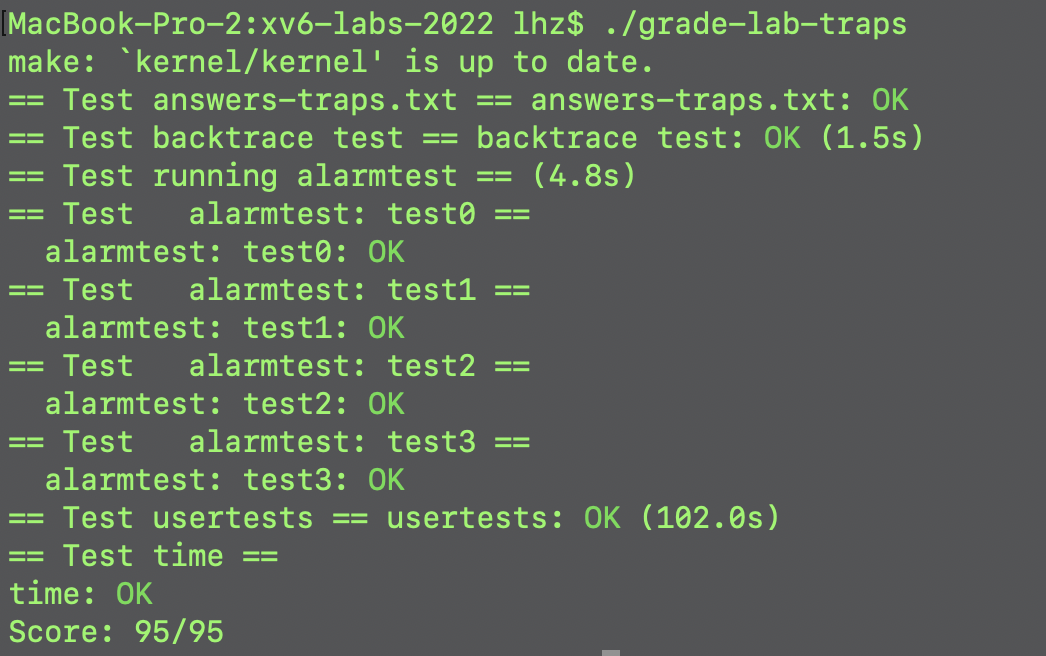 MacBook-Pro-2:xv6-labs-2022 lhz$ ./grade-lab-traps
make: `kernel/kernel' is up to date.
== Test answers-traps.txt == answers-traps.txt: OK
== Test backtrace test == backtrace test: OK (1.5s)
== Test running alarmtest == (4.8s)
== Test   alarmtest: test0 ==
  alarmtest: test0: OK
== Test   alarmtest: test1 ==
  alarmtest: test1: OK
== Test   alarmtest: test2 ==
  alarmtest: test2: OK
== Test   alarmtest: test3 ==
  alarmtest: test3: OK
== Test usertests == usertests: OK (102.0s)
== Test time ==
time: OK
Score: 95/95